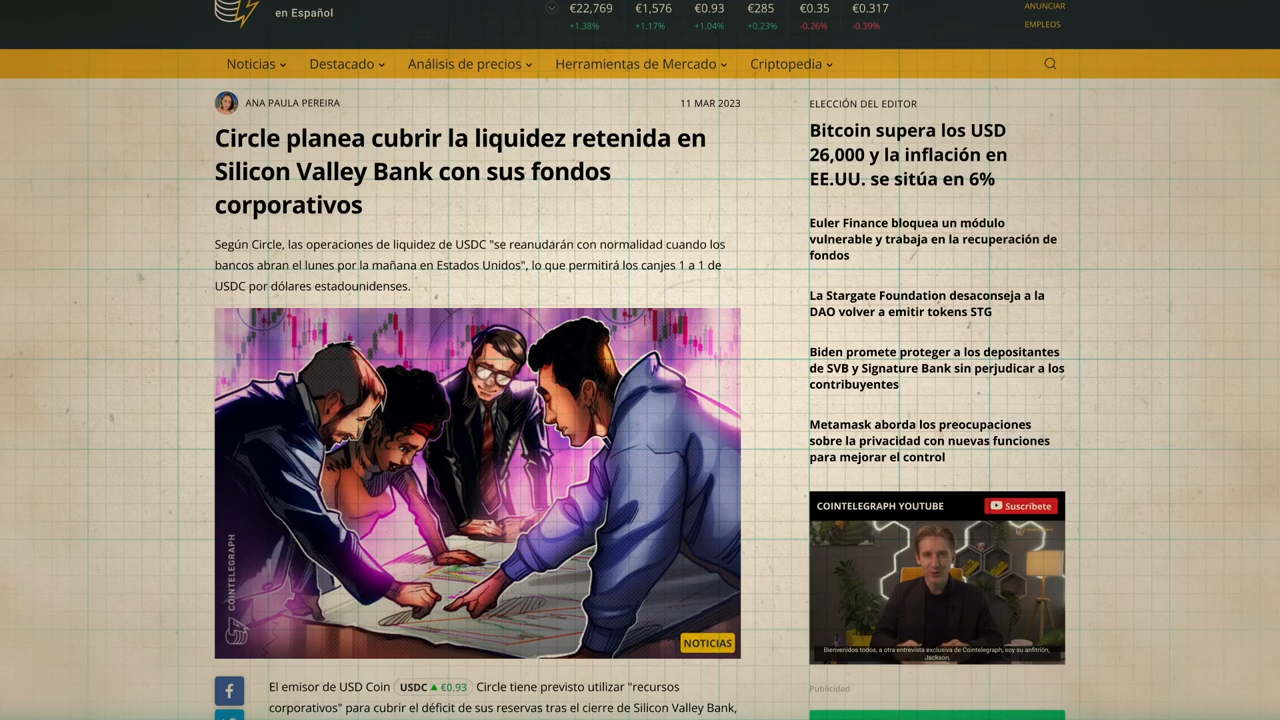 en Español
€22,769 €1,576 €0.93 €285 €0.35 €0.317
+1.38% +1.17% +1.04% +0.23% -0.26% -0.39%
ANUNCIAR
EMPLEOS
Noticias Destacado Análisis de precios Herramientas de Mercado Criptopedia
ANA PAULA PEREIRA 11 MAR 2023
Circle planea cubrir la liquidez retenida en
Silicon Valley Bank con sus fondos
corporativos
Según Circle, las operaciones de liquidez de USDC "se reanudarán con normalidad cuando los
bancos abran el lunes por la mañana en Estados Unidos", lo que permitirá los canjes 1 a 1 de
USDC por dólares estadounidenses.
COINTELEGRAPH
NOTICIAS
El emisor de USD Coin USDC €0.93 Circle tiene previsto utilizar "recursos
corporativos" para cubrir el déficit de sus reservas tras el cierre de Silicon Valley Bank,
ELECCIÓN DEL EDITOR
Bitcoin supera los USD
26,000 y la inflación en
EE.UU. se sitúa en 6%
Euler Finance bloquea un módulo
vulnerable y trabaja en la recuperación de
fondos
La Stargate Foundation desaconseja a la
DAO volver a emitir tokens STG
Biden promete proteger a los depositantes
de SVB y Signature Bank sin perjudicar a los
contribuyentes
Metamask aborda los preocupaciones
sobre la privacidad con nuevas funciones
para mejorar el control
COINTELEGRAPH YOUTUBE Suscríbete
Bienvenidos todos, a otra entrevista exclusiva de Cointelegraph, soy su anfitrión,
Jackson,
Publicidad